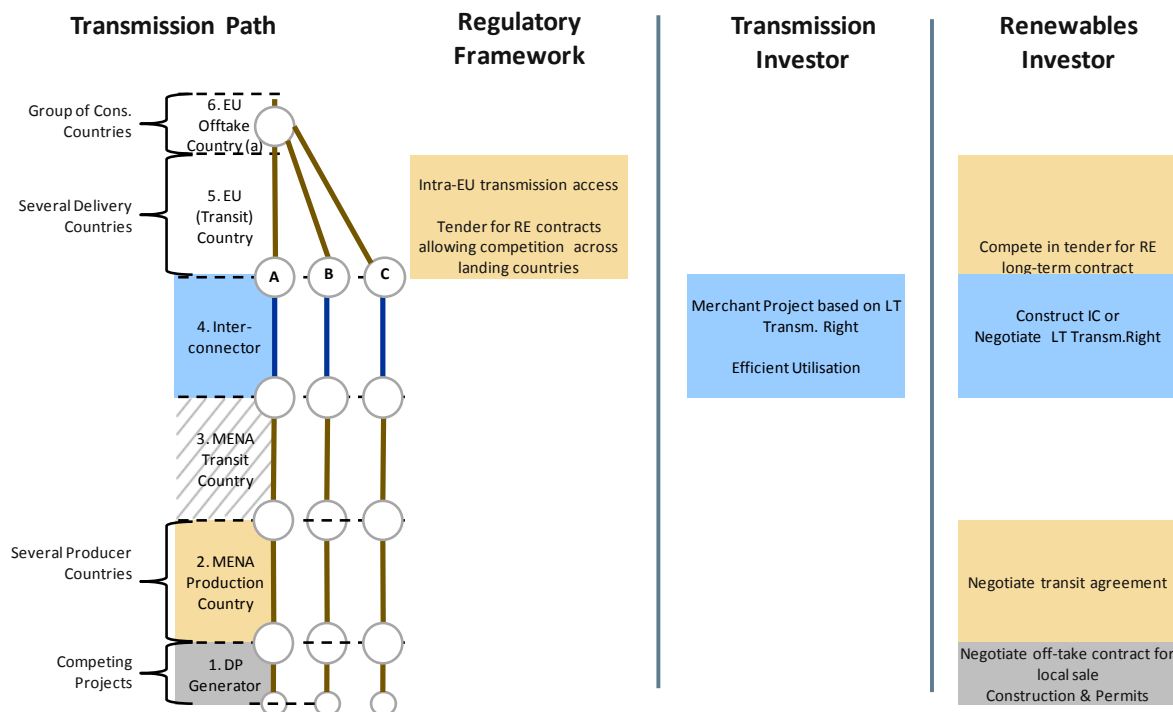 Transmission Path
Regulatory
Framework
Transmission
Investor
Renewables
Investor
Group of Cons.
Countries
6. EU
Offtake
Country (a)
Several Delivery
Countries
5. EU
(Transit)
Country
Intra-EU transmission access
Tender for RE contracts
allowing competition across
landing countries
Compete in tender for RE
long-term contract
A
B
C
4. Inter-
connector
Merchant Project based on LT
Transm. Right
Efficient Utilisation
Construct IC or
Negotiate LT Transm.Right
3. MENA
Transit
Country
Several Producer
Countries
2. MENA
Production
Country
Negotiate transit agreement
Competing
Projects
1. DP
Generator
Negotiate off-take contract for
local sale
Construction & Permits